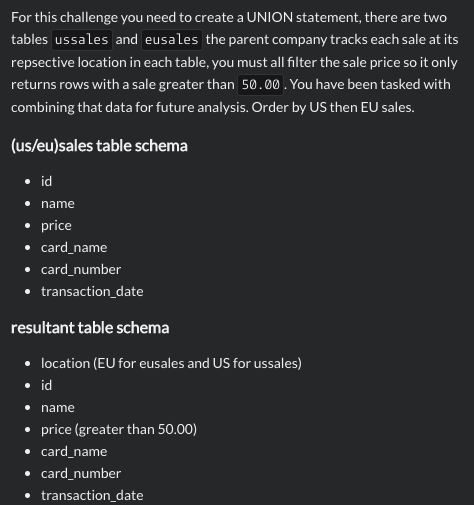 For this challenge you need to create a UNION statement, there are two
tables ussales and eusales the parent company tracks each sale at its
repsective location in each table, you must all filter the sale price so it only
returns rows with a sale greater than 50.00. You have been tasked with
combining that data for future analysis. Order by US then EU sales.
(us/eu)sales table schema
• id
• name
• price
• card_name
• card_number
• transaction_date
resultant table schema
• location (EU for eusales and US for ussales)
• id
• name
• price (greater than 50.00)
• card_name
• card_number
• transaction_date